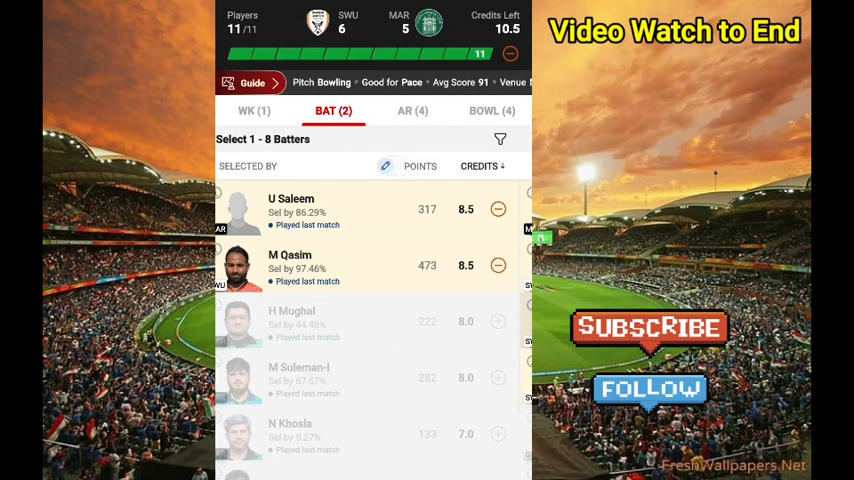 Players
11/11
SWU
6
MAR
5
Credits Left
10.5
11
Guide
Pitch Bowling • Good for Pace • Avg Score 91 • Venue
WK (1)
BAT (2)
AR (4)
BOWL (4)
Select 1 - 8 Batters
SELECTED BY
POINTS
CREDITS↓
U Saleem
Sel by 86.29%
• Played last match
317
8.5
AR
M Qasim
Sel by 97.46%
• Played last match
473
8.5
WU
H Mughal
Sel by 44.48%
• Played last match
222
8.0
M Suleman-I
Sel by 67.57%
• Played last match
282
8.0
N Khosla
Sel by 5.27%
• Played last match
133
7.0
Video Watch to End
SUBSCRIBE
FOLLOW
FreshWallpapers.Net